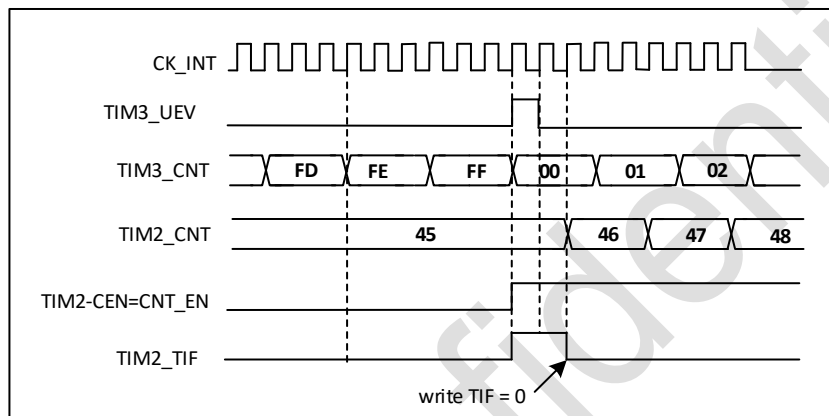 CK_INT
TIM3_UEV
TIM3_CNT FD FE FF 00 01 02
TIM2_CNT 45 46 47 48
TIM2-CEN=CNT_EN
TIM2_TIF
write TIF = 0